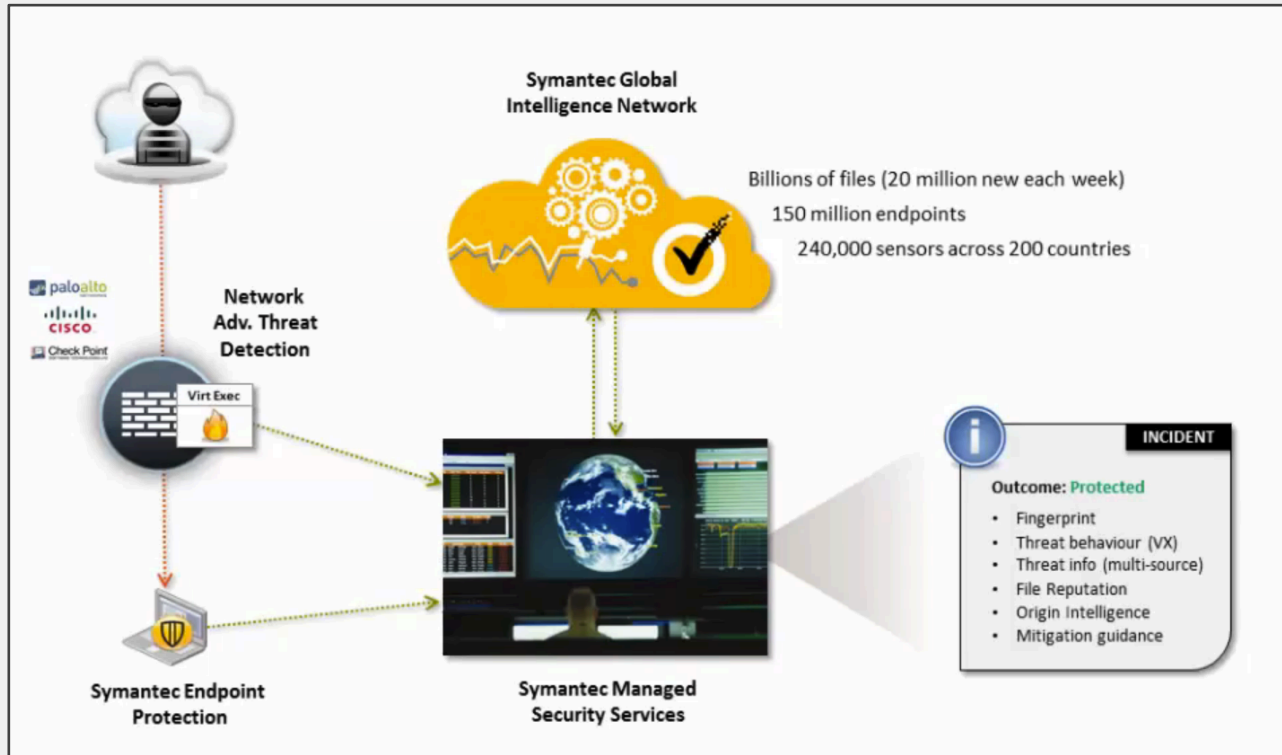 Symantec Global
Intelligence Network
Billions of files (20 million new each week)
150 million endpoints
240,000 sensors across 200 countries
paloalto
CISCO
Check Point
Network
Adv. Threat
Detection
Virt Exec
INCIDENT
Outcome: Protected
• Fingerprint
• Threat behaviour (VX)
• Threat info (multi-source)
• File Reputation
• Origin Intelligence
• Mitigation guidance
Symantec Endpoint
Protection
Symantec Managed
Security Services